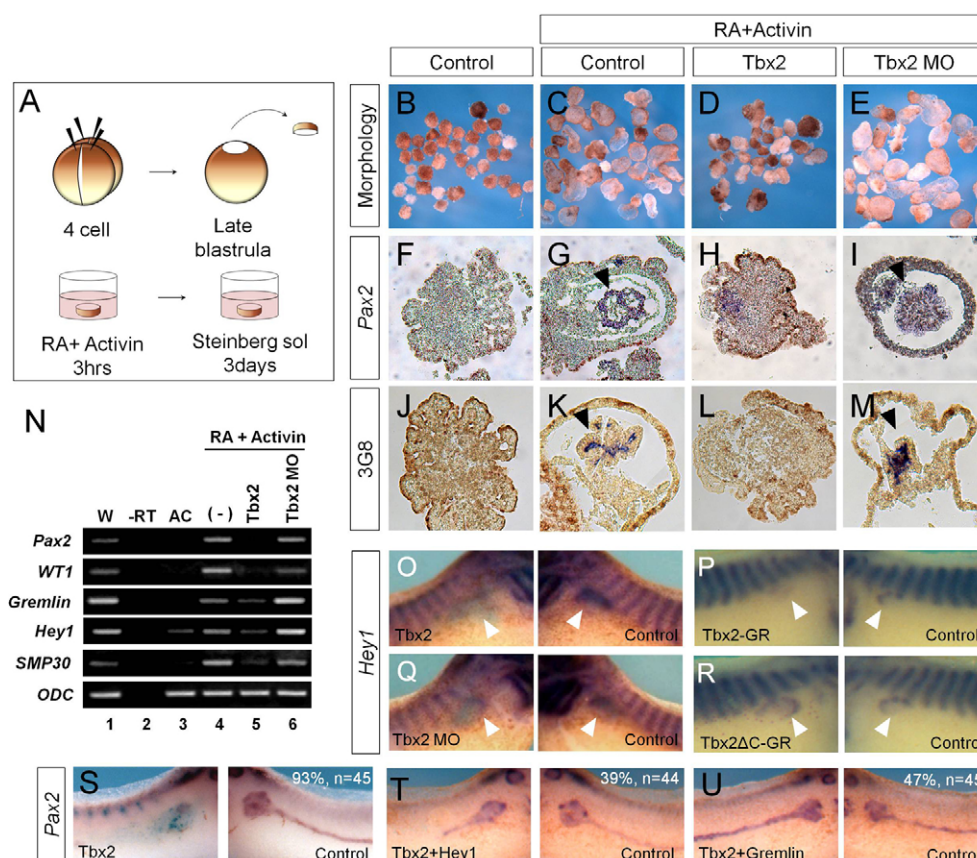 RA+Activin
Control
Control
Tbx2
Tbx2 MO
A
4 cell
Late
blastrula
RA+ Activin
3hrs
Steinberg sol
3days
Morphology
B
C
D
E
Pax2
F
G
H
I
3G8
J
K
L
M
N
RA + Activin
W
-RT
AC
(-)
Tbx2
Tbx2 MO
Pax2
WT1
Gremlin
Hey1
SMP30
ODC
1 2 3 4 5 6
Hey1
O
Tbx2
Control
P
Tbx2-GR
Control
Q
Tbx2 MO
Control
R
Tbx2ΔC-GR
Control
Pax2
S
93%, n=45
Tbx2
Control
T
39%, n=44
Tbx2+Hey1
Control
U
47%, n=45
Tbx2+Gremlin
Control